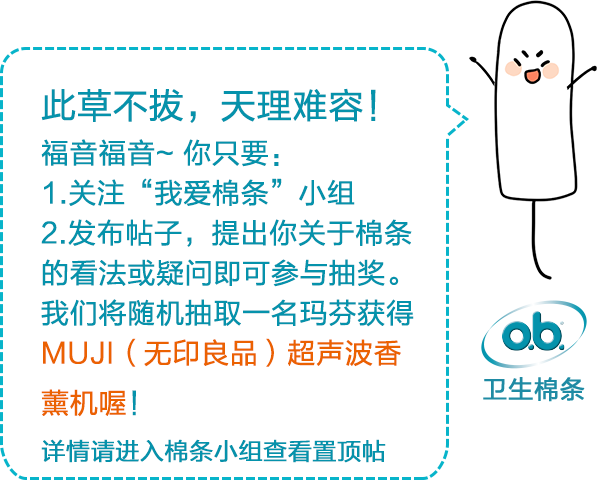 此草不拔，天理难容！
福音福音~ 你只要：
1.关注“我爱棉条”小组
2.发布帖子，提出你关于棉条
的看法或疑问即可参与抽奖。
我们将随机抽取一名玛芬获得
MUJI（无印良品）超声波香
薰机喔！
详情请进入棉条小组查看置顶帖
o.b.
卫生棉条